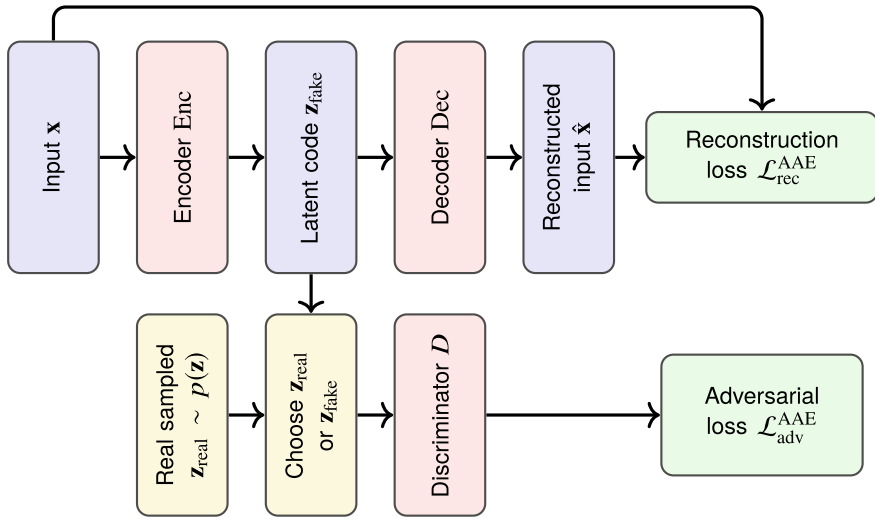 Input x
Encoder Enc
Latent code z_fake
Decoder Dec
Reconstructed
input x̂
Reconstruction
loss ℒ_rec^AAE
Real sampled
z_real ∼ p(z)
Choose z_real
or z_fake
Discriminator D
Adversarial
loss ℒ_adv^AAE